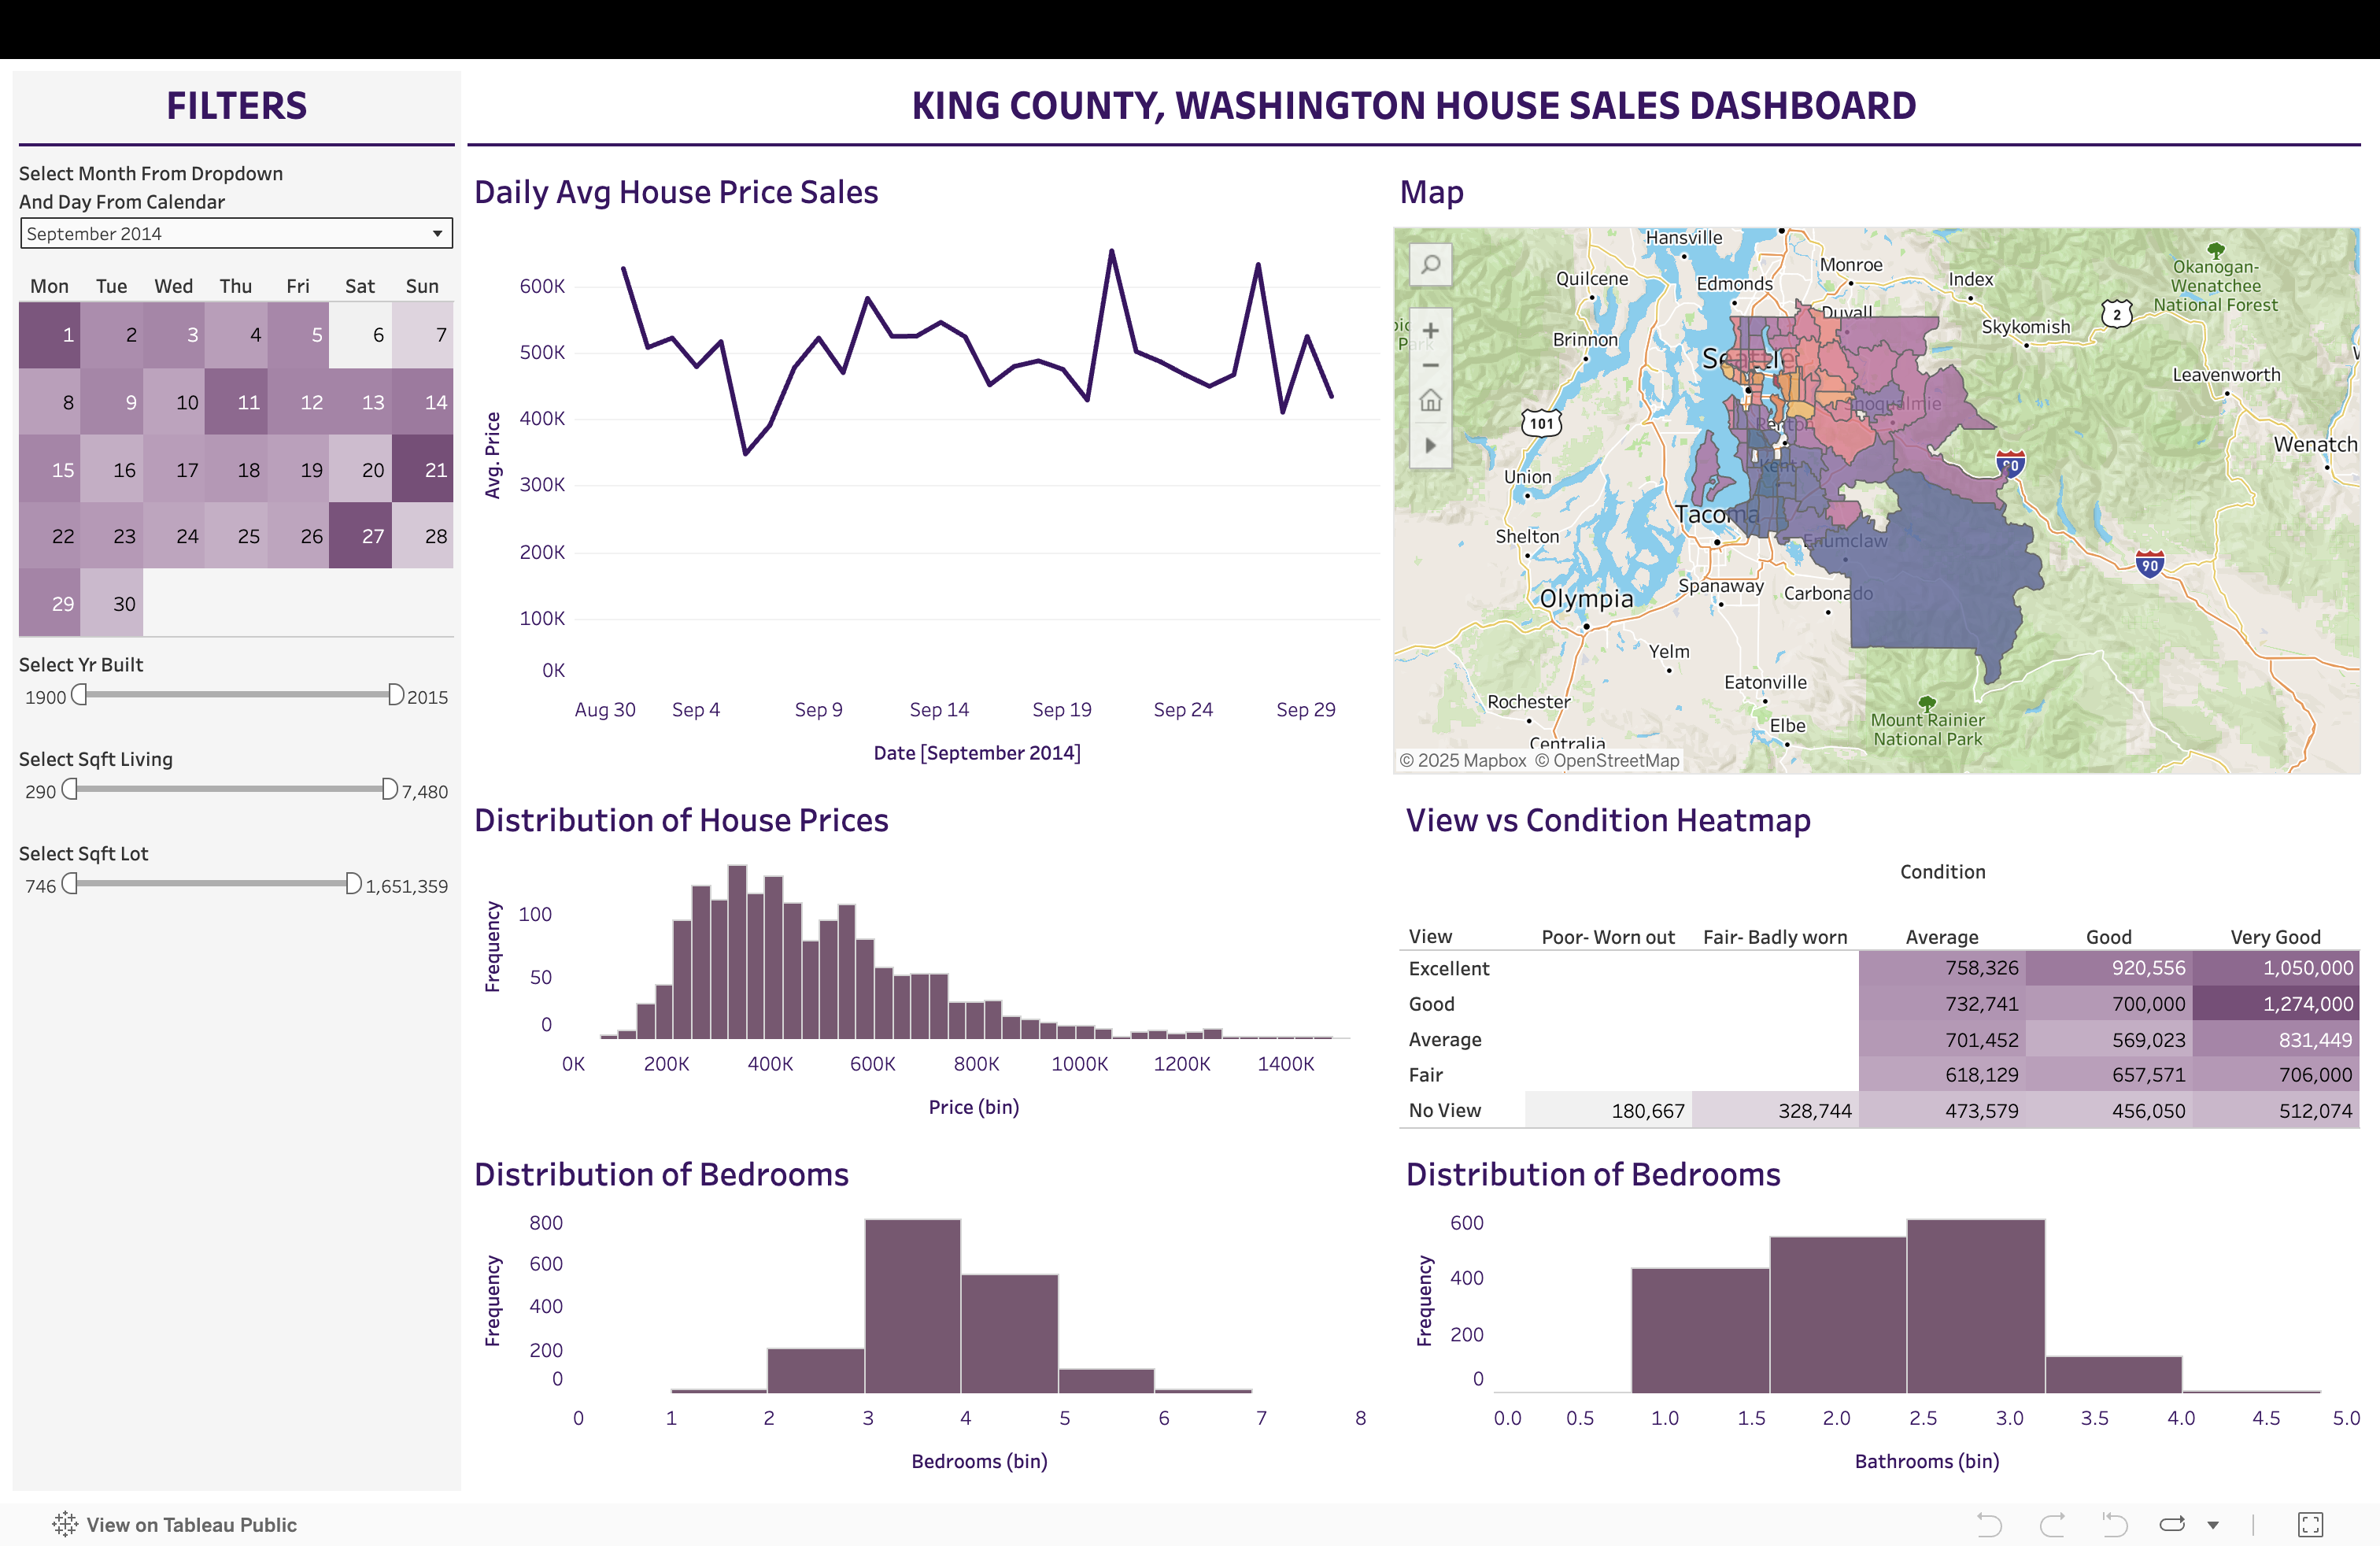 FILTERS
KING COUNTY, WASHINGTON HOUSE SALES DASHBOARD
Select Month From Dropdown
And Day From Calendar
September 2014
Mon Tue Wed Thu Fri Sat Sun
1 2 3 4 5 6 7
8 9 10 11 12 13 14
15 16 17 18 19 20 21
22 23 24 25 26 27 28
29 30
Select Yr Built
1900 2015
Select Sqft Living
290 7,480
Select Sqft Lot
746 1,651,359
Daily Avg House Price Sales
Avg. Price
600K
500K
400K
300K
200K
100K
0K
Aug 30 Sep 4 Sep 9 Sep 14 Sep 19 Sep 24 Sep 29
Date [September 2014]
Map
Hansville
Quilcene
Edmonds
Monroe
Index
Okanogan-
Wenatchee
National Forest
2
Duvall
Skykomish
Brinnon
Seattle
Leavenworth
Snoqualmie
101
Renton
Wenatch
90
Kent
Union
Tacoma
Shelton
Enumclaw
90
Spanaway
Carbonado
Olympia
Yelm
Eatonville
Rochester
Elbe
Mount Rainier
National Park
Centralia
© 2025 Mapbox © OpenStreetMap
Distribution of House Prices
Frequency
100
50
0
0K 200K 400K 600K 800K 1000K 1200K 1400K
Price (bin)
View vs Condition Heatmap
Condition
View Poor- Worn out Fair- Badly worn Average Good Very Good
Excellent 758,326 920,556 1,050,000
Good 732,741 700,000 1,274,000
Average 701,452 569,023 831,449
Fair 618,129 657,571 706,000
No View 180,667 328,744 473,579 456,050 512,074
Distribution of Bedrooms
Frequency
800
600
400
200
0
0 1 2 3 4 5 6 7 8
Bedrooms (bin)
Distribution of Bedrooms
Frequency
600
400
200
0
0.0 0.5 1.0 1.5 2.0 2.5 3.0 3.5 4.0 4.5 5.0
Bathrooms (bin)
View on Tableau Public